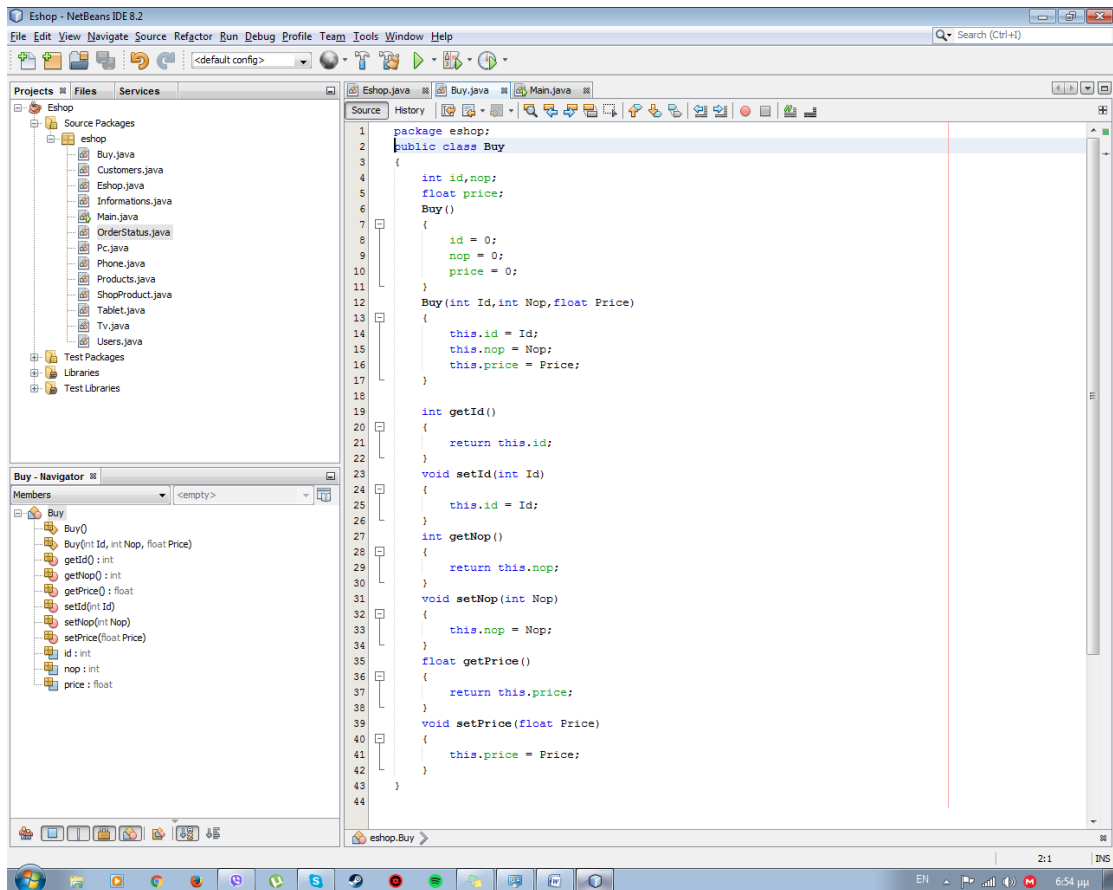 Eshop - NetBeans IDE 8.2
File Edit View Navigate Source Refactor Run Debug Profile Team Tools Window Help
Search (Ctrl+I)
<default config>
Projects Files Services
Eshop
Source Packages
eshop
Buy.java
Customers.java
Eshop.java
Informations.java
Main.java
OrderStatus.java
Pc.java
Phone.java
Products.java
ShopProduct.java
Tablet.java
Tv.java
Users.java
Test Packages
Libraries
Test Libraries
Buy - Navigator
Members <empty>
Buy
Buy()
Buy(int Id, int Nop, float Price)
getId() : int
getNop() : int
getPrice() : float
setId(int Id)
setNop(int Nop)
setPrice(float Price)
id : int
nop : int
price : float
Eshop.java Buy.java Main.java
Source History
1 package eshop;
2 public class Buy
3 {
4 int id,nop;
5 float price;
6 Buy()
7 {
8 id = 0;
9 nop = 0;
10 price = 0;
11 }
12 Buy(int Id,int Nop,float Price)
13 {
14 this.id = Id;
15 this.nop = Nop;
16 this.price = Price;
17 }
18
19 int getId()
20 {
21 return this.id;
22 }
23 void setId(int Id)
24 {
25 this.id = Id;
26 }
27 int getNop()
28 {
29 return this.nop;
30 }
31 void setNop(int Nop)
32 {
33 this.nop = Nop;
34 }
35 float getPrice()
36 {
37 return this.price;
38 }
39 void setPrice(float Price)
40 {
41 this.price = Price;
42 }
43 }
44
eshop.Buy
2:1 INS
EN 6:54 μμ